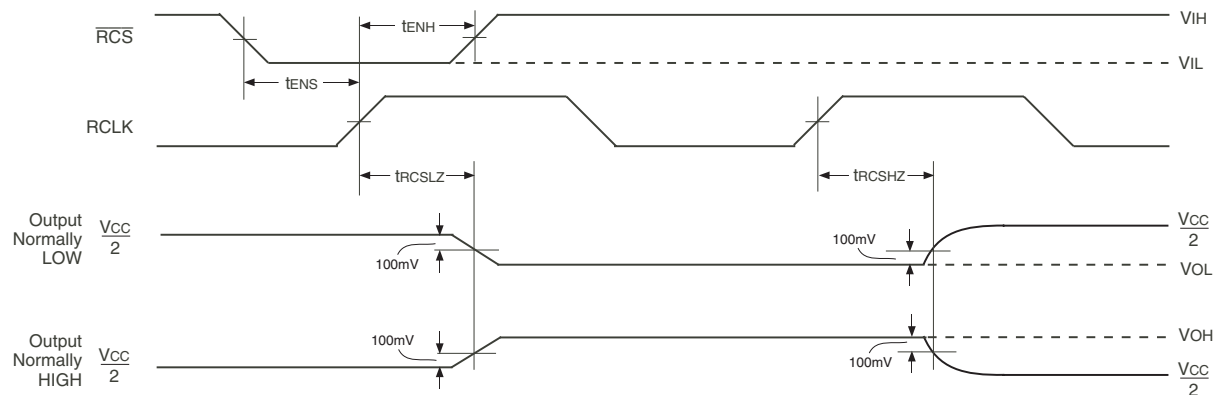 tENH
VIH
RCS
VIL
tENS
RCLK
tRCSLZ
tRCSHZ
Output
Normally
LOW
VCC
2
100mV
100mV
VCC
2
VOL
Output
Normally
HIGH
VCC
2
100mV
100mV
VOH
VCC
2